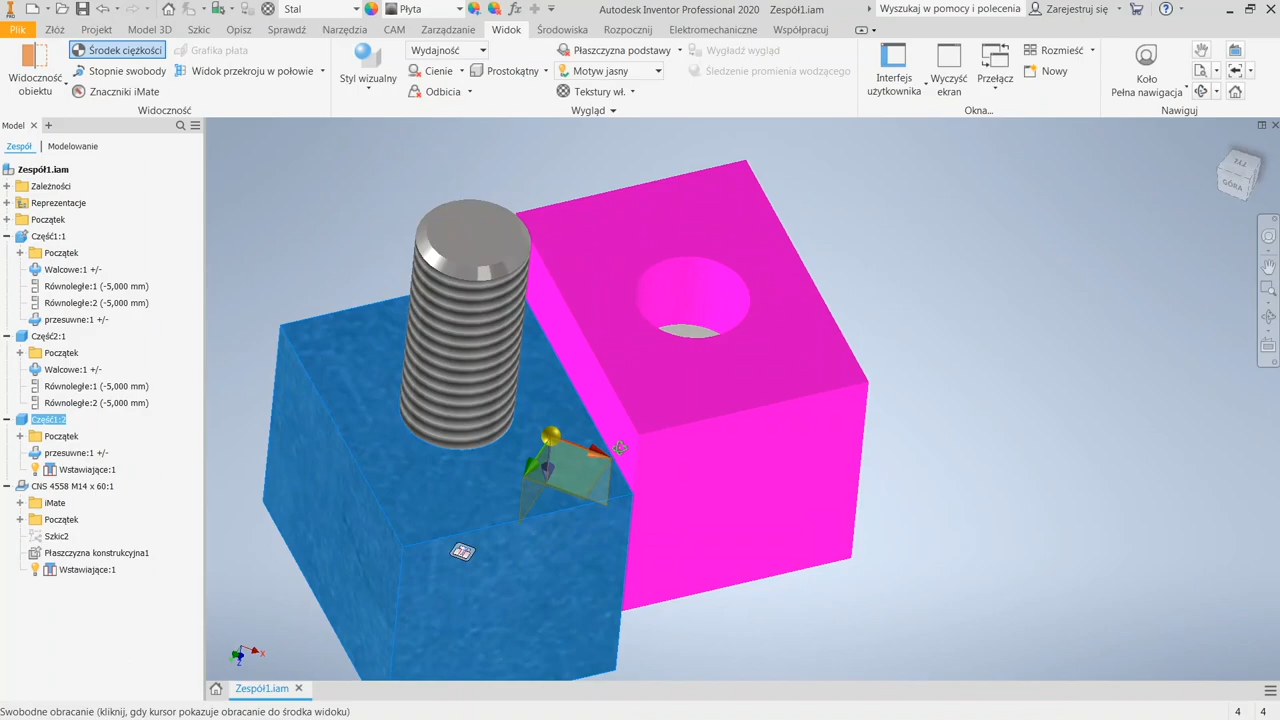 Stal
Płyta
Autodesk Inventor Professional 2020 Zespół1.iam
Wyszukaj w pomocy i polecenia
Zarejestruj się
Plik Złożenie Projekt Model 3D Szkic Opisz Sprawdź Narzędzia CAM Zarządzanie Widok Środowiska Rozpocznij Elektromechaniczne Współpracuj
Widoczność obiektu
Środek ciężkości
Stopnie swobody
Znaczniki iMate
Grafika płata
Widok przekroju w połowie
Widoczność
Styl wizualny
Wydajność
Cienie
Odbicia
Prostokątny
Płaszczyzna podstawy
Motyw jasny
Tekstury wł.
Wygładź wygląd
Śledzenie promienia wodzącego
Wygląd
Interfejs użytkownika
Wyczyść ekran
Przełącz
Rozmieść
Nowy
Okna...
Koło
Pełna nawigacja
Nawiguj
Model
Zespół Modelowanie
Zespół1.iam
Zależności
Reprezentacje
Początek
Część1:1
Początek
Walcowe:1 +/-
Równoległe:1 (-5,000 mm)
Równoległe:2 (-5,000 mm)
przesuwne:1 +/-
Część2:1
Początek
Walcowe:1 +/-
Równoległe:1 (-5,000 mm)
Równoległe:2 (-5,000 mm)
Część1:2
Początek
przesuwne:1 +/-
Wstawiające:1
CNS 4558 M14 x 60:1
iMate
Początek
Szkic2
Płaszczyzna konstrukcyjna1
Wstawiające:1
GÓRA
X
Z
Zespół1.iam
Swobodne obracanie (kliknij, gdy kursor pokazuje obracanie do środka widoku)
4 4